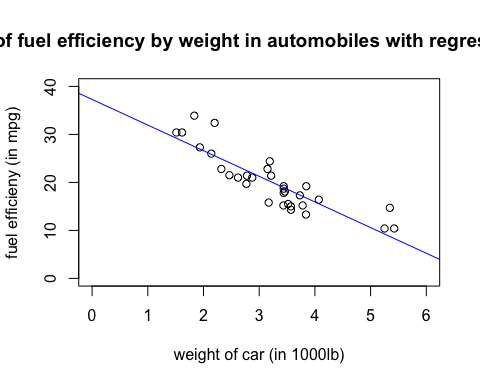 of fuel efficiency by weight in automobiles with
fuel efficieny (in mpg)
40
30
20
10
0
0 1 2 3 4 5 6
weight of car (in 1000lb)